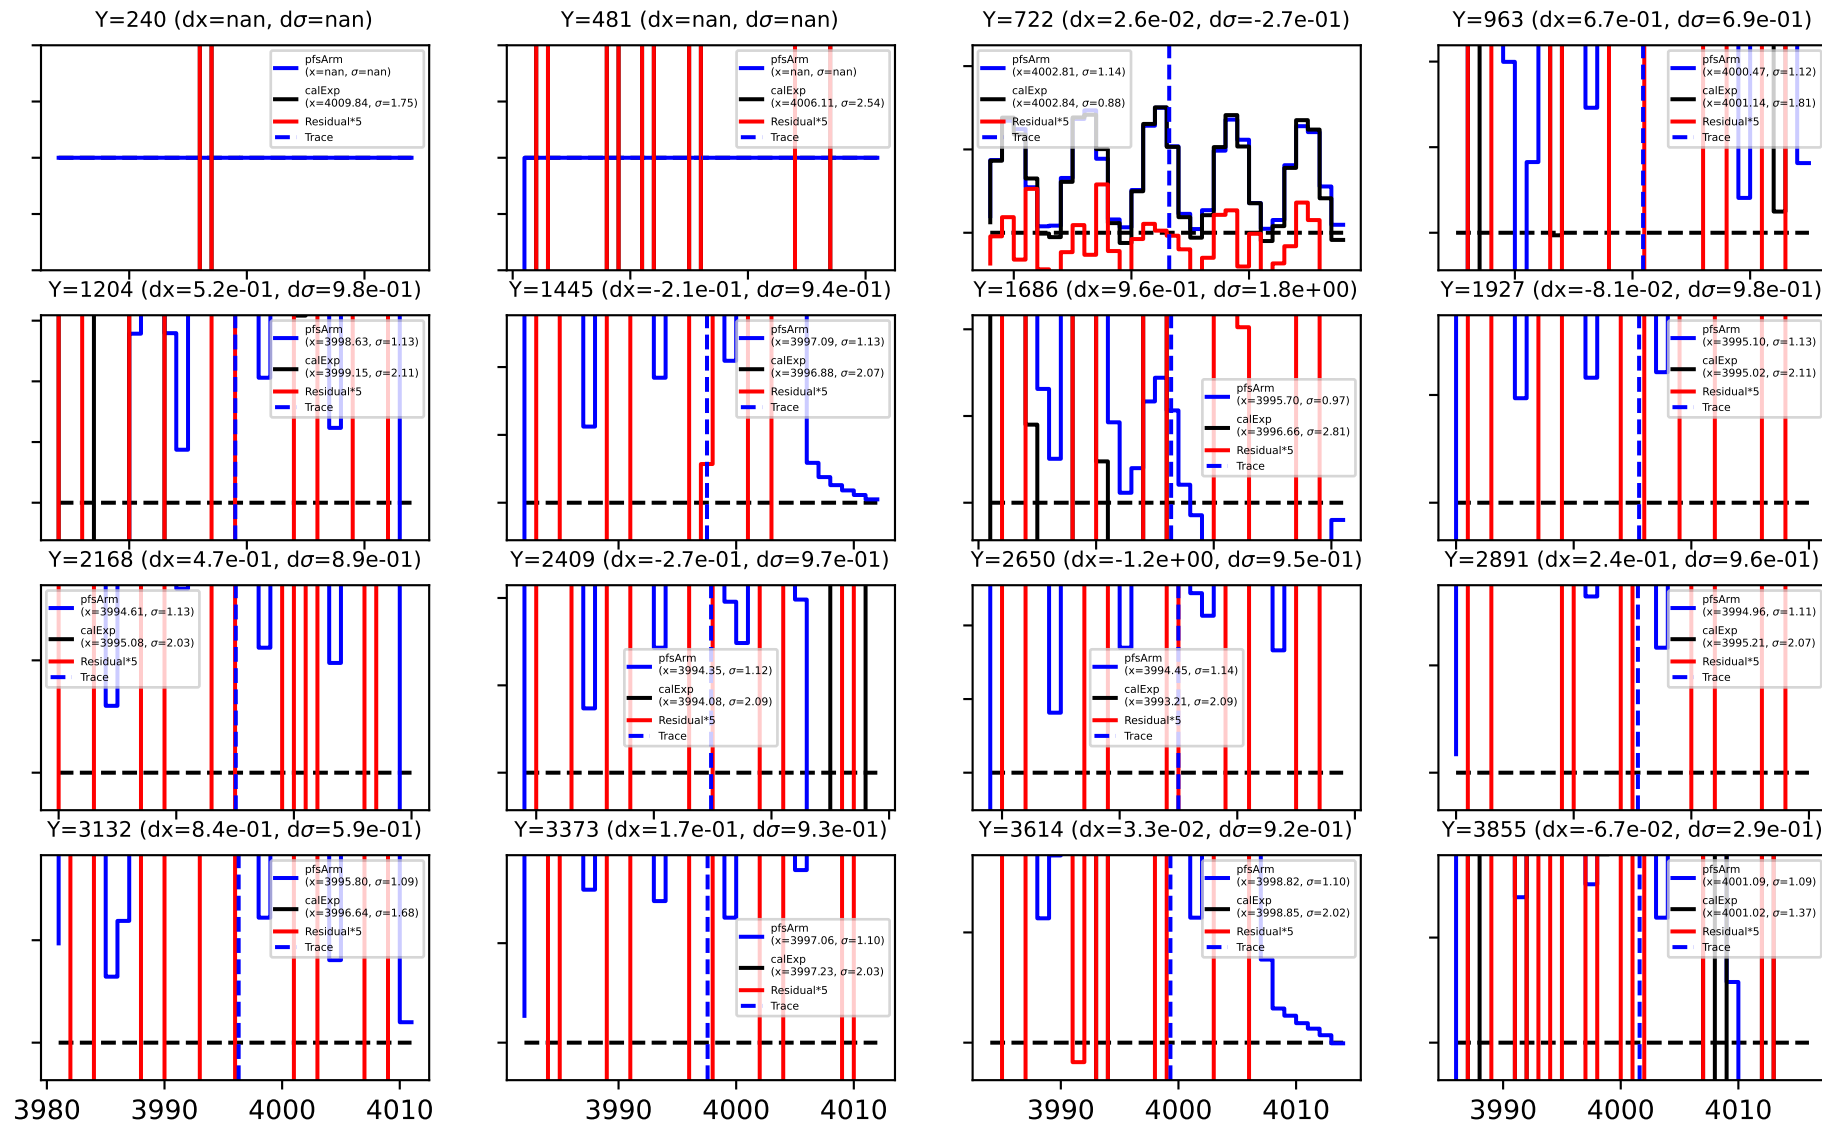 Y=240 (dx=nan, dσ=nan)
pfsArm
(x=nan, σ=nan)
calExp
(x=4009.84, σ=1.75)
Residual*5
Trace
Y=481 (dx=nan, dσ=nan)
pfsArm
(x=nan, σ=nan)
calExp
(x=4006.11, σ=2.54)
Residual*5
Trace
Y=722 (dx=2.6e-02, dσ=-2.7e-01)
pfsArm
(x=4002.81, σ=1.14)
calExp
(x=4002.84, σ=0.88)
Residual*5
Trace
Y=963 (dx=6.7e-01, dσ=6.9e-01)
pfsArm
(x=4000.47, σ=1.12)
calExp
(x=4001.14, σ=1.81)
Residual*5
Trace
Y=1204 (dx=5.2e-01, dσ=9.8e-01)
pfsArm
(x=3998.63, σ=1.13)
calExp
(x=3999.15, σ=2.11)
Residual*5
Trace
Y=1445 (dx=-2.1e-01, dσ=9.4e-01)
pfsArm
(x=3997.09, σ=1.13)
calExp
(x=3996.88, σ=2.07)
Residual*5
Trace
Y=1686 (dx=9.6e-01, dσ=1.8e+00)
pfsArm
(x=3995.70, σ=0.97)
calExp
(x=3996.66, σ=2.81)
Residual*5
Trace
Y=1927 (dx=-8.1e-02, dσ=9.8e-01)
pfsArm
(x=3995.10, σ=1.13)
calExp
(x=3995.02, σ=2.11)
Residual*5
Trace
Y=2168 (dx=4.7e-01, dσ=8.9e-01)
pfsArm
(x=3994.61, σ=1.13)
calExp
(x=3995.08, σ=2.03)
Residual*5
Trace
Y=2409 (dx=-2.7e-01, dσ=9.7e-01)
pfsArm
(x=3994.35, σ=1.12)
calExp
(x=3994.08, σ=2.09)
Residual*5
Trace
Y=2650 (dx=-1.2e+00, dσ=9.5e-01)
pfsArm
(x=3994.45, σ=1.14)
calExp
(x=3993.21, σ=2.09)
Residual*5
Trace
Y=2891 (dx=2.4e-01, dσ=9.6e-01)
pfsArm
(x=3994.96, σ=1.11)
calExp
(x=3995.21, σ=2.07)
Residual*5
Trace
Y=3132 (dx=8.4e-01, dσ=5.9e-01)
pfsArm
(x=3995.80, σ=1.09)
calExp
(x=3996.64, σ=1.68)
Residual*5
Trace
3980 3990 4000 4010
Y=3373 (dx=1.7e-01, dσ=9.3e-01)
pfsArm
(x=3997.06, σ=1.10)
calExp
(x=3997.23, σ=2.03)
Residual*5
Trace
3990 4000 4010
Y=3614 (dx=3.3e-02, dσ=9.2e-01)
pfsArm
(x=3998.82, σ=1.10)
calExp
(x=3998.85, σ=2.02)
Residual*5
Trace
3990 4000 4010
Y=3855 (dx=-6.7e-02, dσ=2.9e-01)
pfsArm
(x=4001.09, σ=1.09)
calExp
(x=4001.02, σ=1.37)
Residual*5
Trace
3990 4000 4010